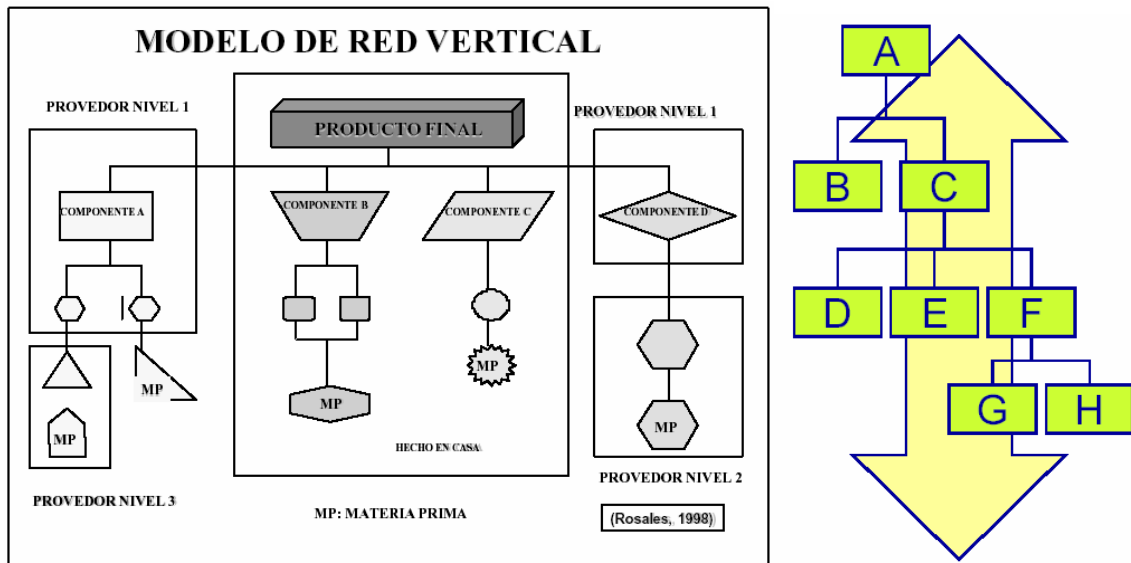 MODELO DE RED VERTICAL
PROVEDOR NIVEL 1
PROVEDOR NIVEL 1
PRODUCTO FINAL
COMPONENTE A
COMPONENTE B
COMPONENTE C
COMPONENTE D
MP
MP
MP
MP
MP
HECHO EN CASA
PROVEDOR NIVEL 3
PROVEDOR NIVEL 2
MP: MATERIA PRIMA
(Rosales, 1998)
A
B
C
D
E
F
G
H